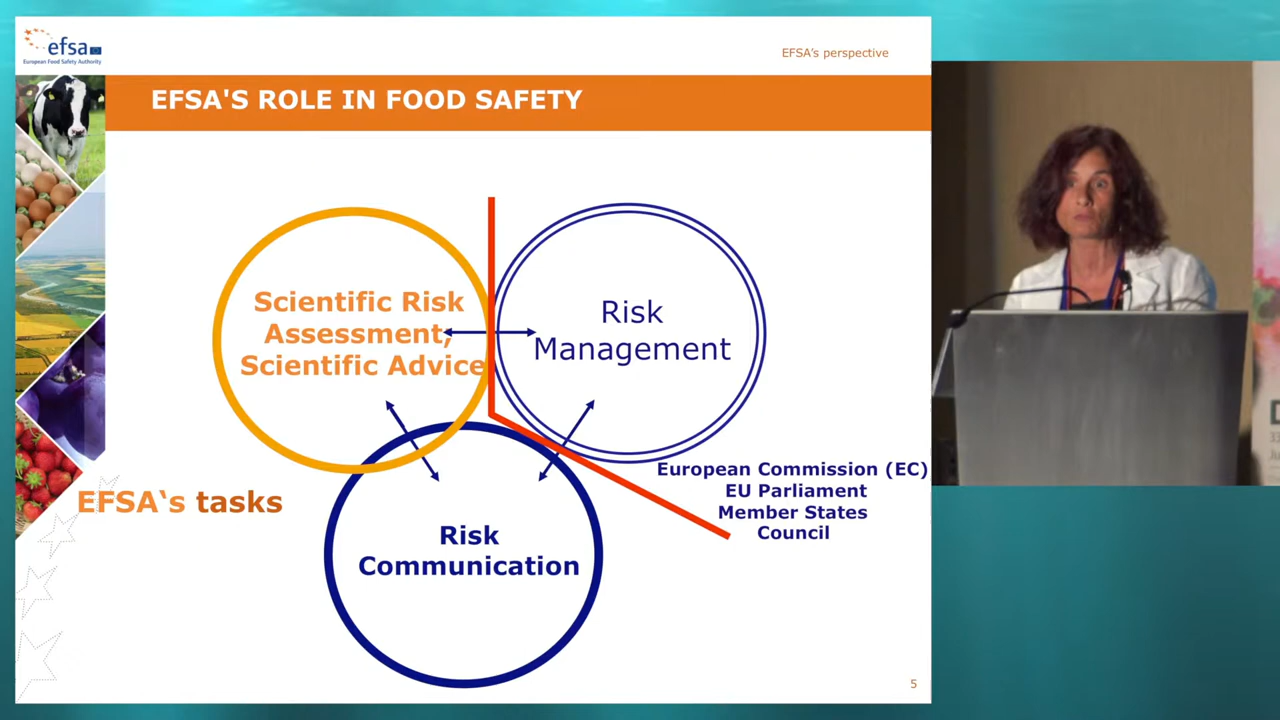 efsa
European Food Safety Authority
EFSA’s perspective
EFSA'S ROLE IN FOOD SAFETY
Scientific Risk
Assessment,
Scientific Advice
Risk
Management
European Commission (EC)
EU Parliament
Member States
Council
EFSA‘s tasks
Risk
Communication
5